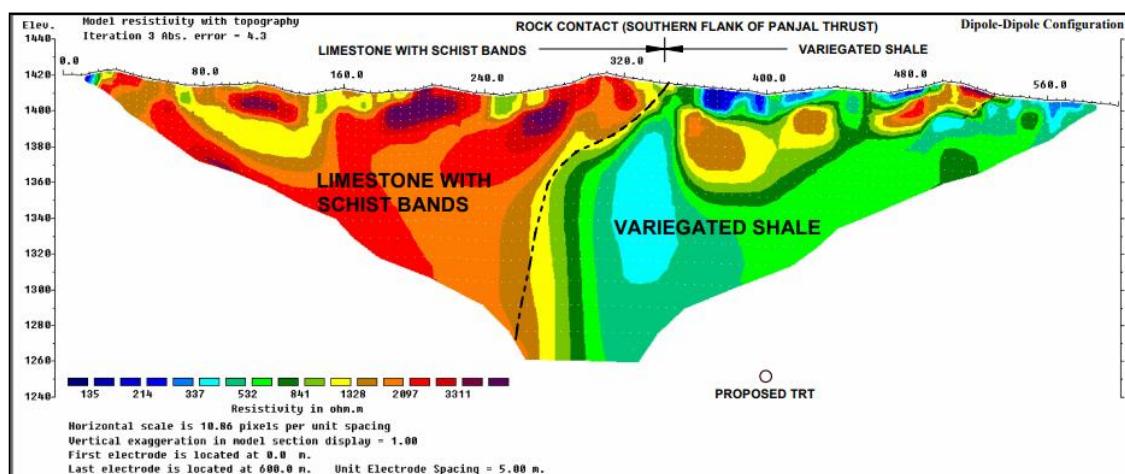 Elev.
Model resistivity with topography
Iteration 3 Abs. error - 4.3
ROCK CONTACT (SOUTHERN FLANK OF PANJAL THRUST)
Dipole-Dipole Configuration
LIMESTONE WITH SCHIST BANDS
VARIEGATED SHALE
1440
1420
1400
1380
1360
1340
1320
1300
1280
1260
1240
0.0
80.0
160.0
240.0
320.0
400.0
480.0
560.0
LIMESTONE WITH
SCHIST BANDS
VARIEGATED SHALE
PROPOSED TRT
135 214 337 532 841 1328 2097 3311
Resistivity in ohm.m
Horizontal scale is 10.86 pixels per unit spacing
Vertical exaggeration in model section display = 1.00
First electrode is located at 0.0 m.
Last electrode is located at 600.0 m. Unit Electrode Spacing = 5.00 m.